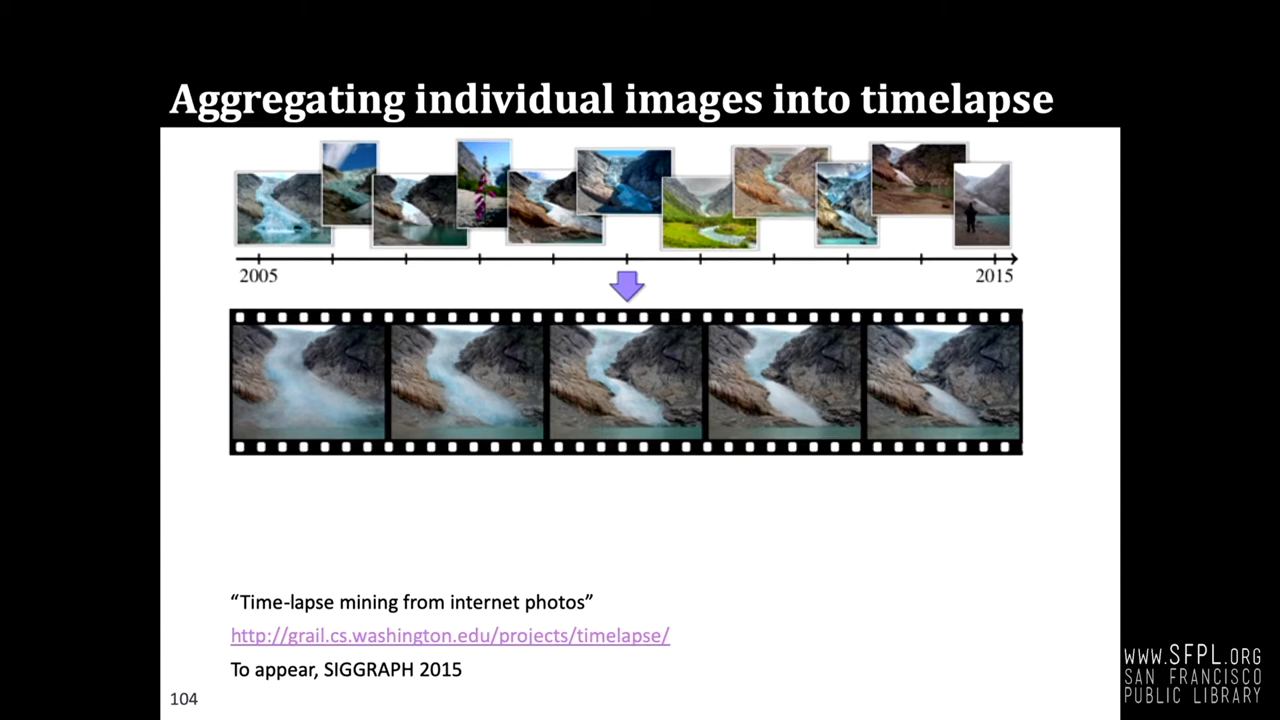 Aggregating individual images into timelapse
2005
2015
“Time-lapse mining from internet photos”
http://grail.cs.washington.edu/projects/timelapse/
To appear, SIGGRAPH 2015
104
WWW.SFPL.ORG
SAN FRANCISCO
PUBLIC LIBRARY